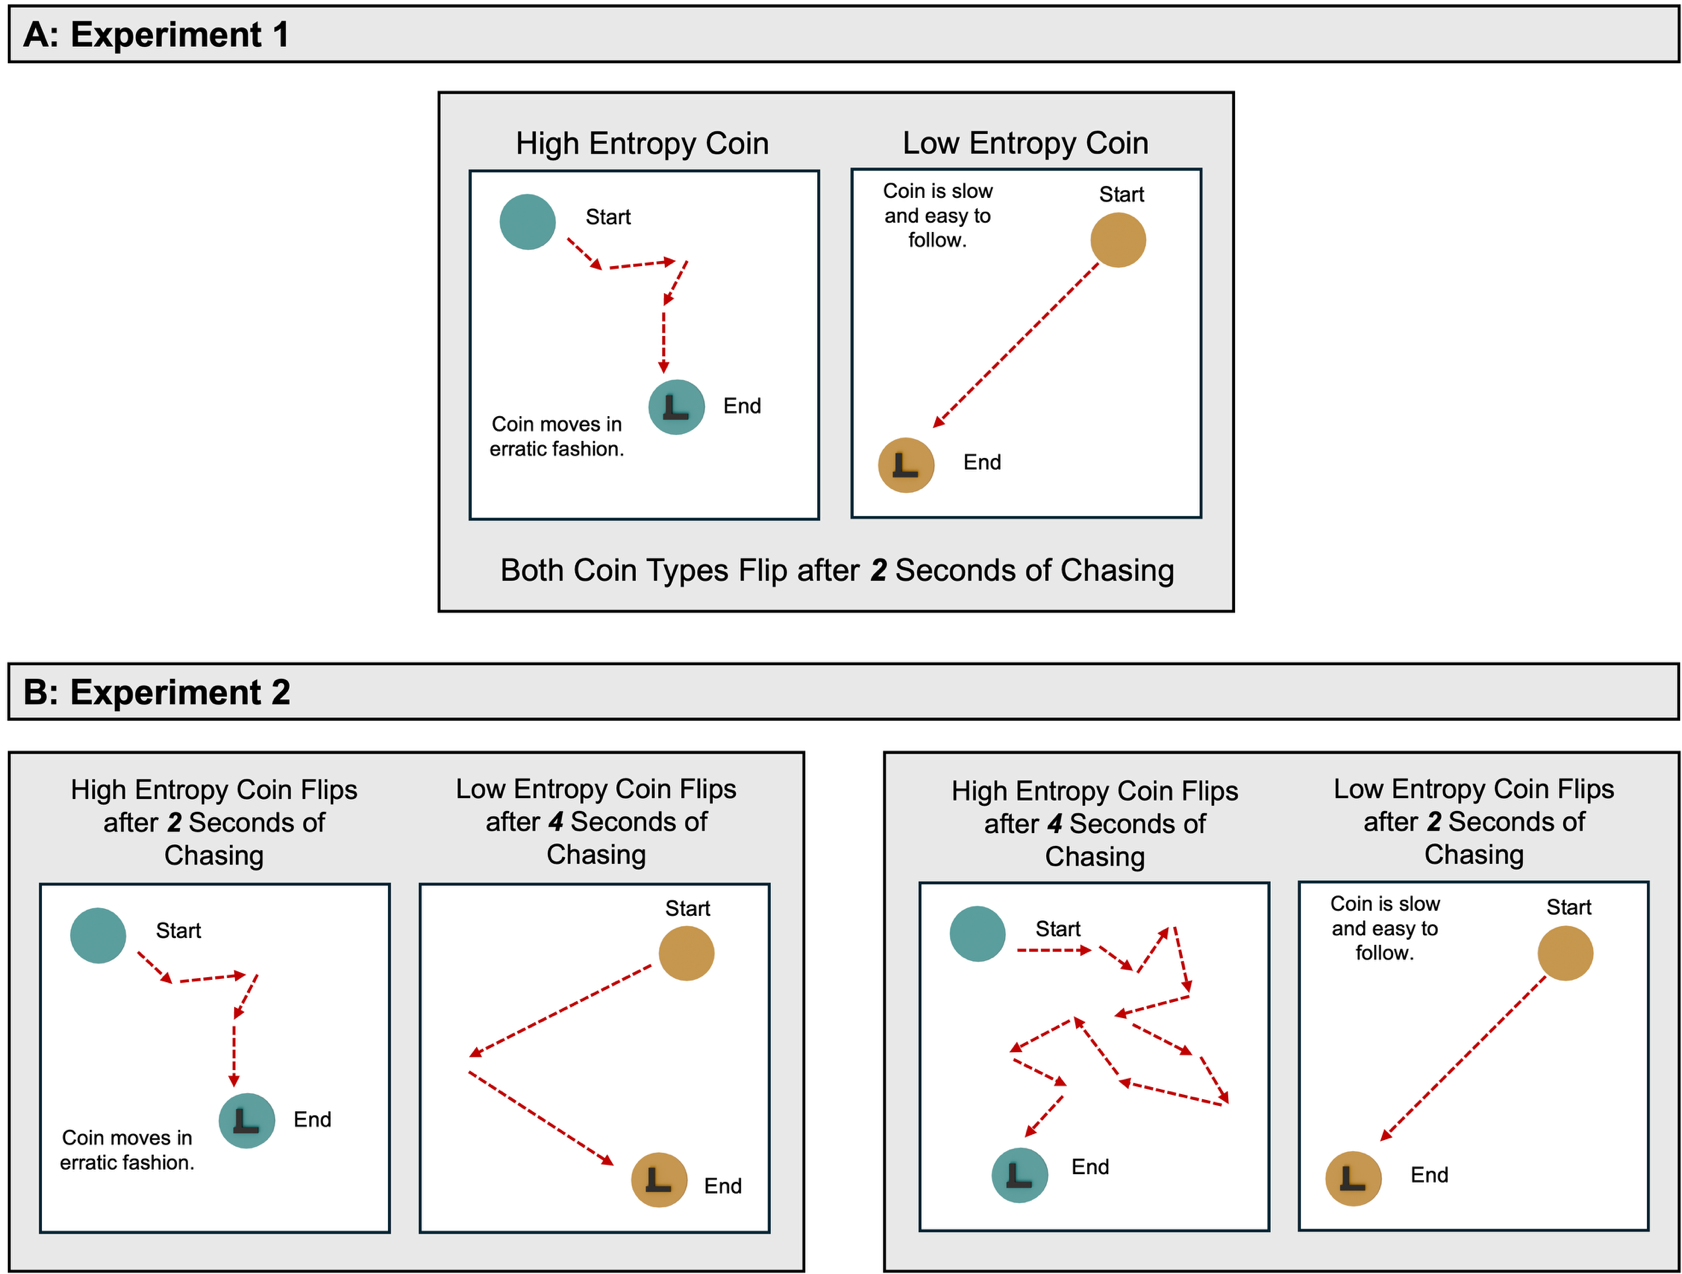 A: Experiment 1
High Entropy Coin
Start
End
Coin moves in
erratic fashion.
Low Entropy Coin
Coin is slow
and easy to
follow.
Start
End
Both Coin Types Flip after 2 Seconds of Chasing
B: Experiment 2
High Entropy Coin Flips
after 2 Seconds of
Chasing
Start
End
Coin moves in
erratic fashion.
Low Entropy Coin Flips
after 4 Seconds of
Chasing
Start
End
High Entropy Coin Flips
after 4 Seconds of
Chasing
Start
End
Low Entropy Coin Flips
after 2 Seconds of
Chasing
Coin is slow
and easy to
follow.
Start
End